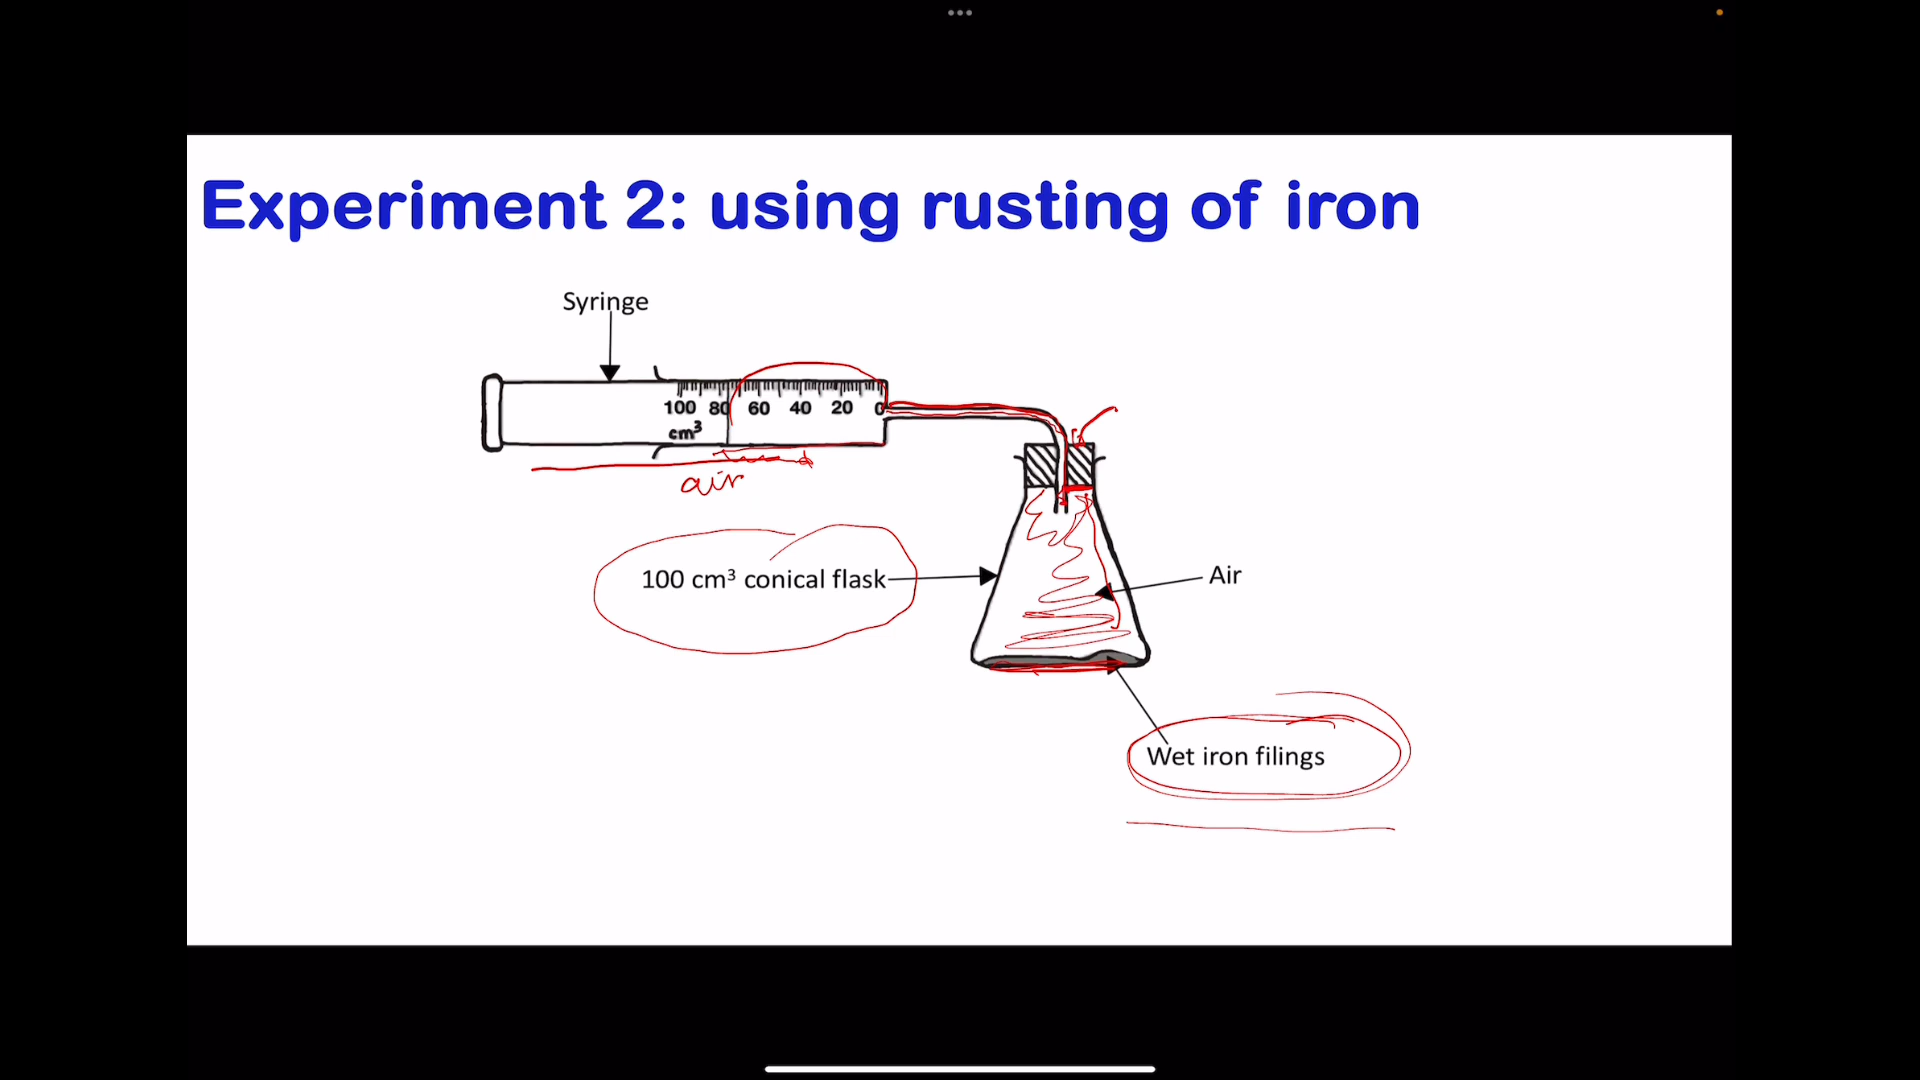 Experiment 2: using rusting of iron
Syringe
100 80 60 40 20 0
cm³
air
100 cm³ conical flask
Air
Wet iron filings